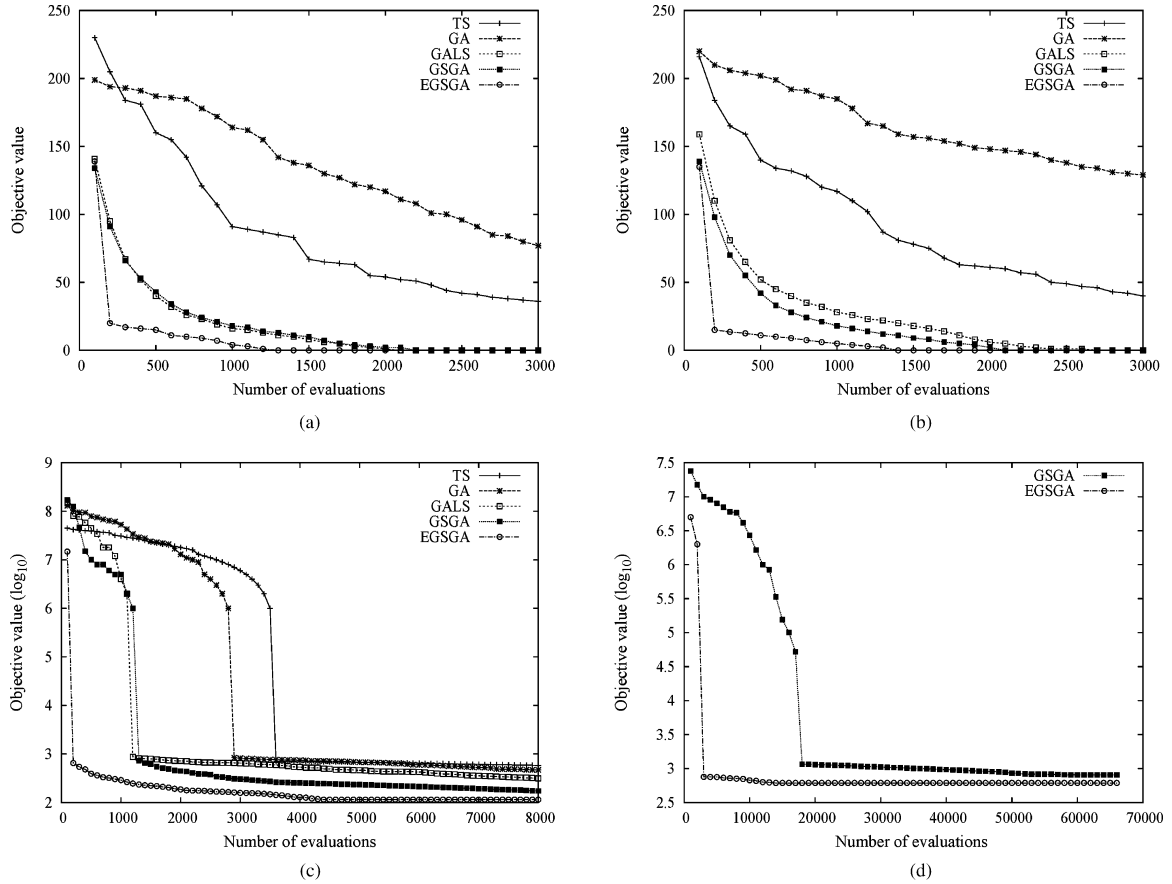 250
200
150
100
50
0
Objective value
0 500 1000 1500 2000 2500 3000
Number of evaluations
TS
GA
GALS
GSGA
EGSGA
(a)
250
200
150
100
50
0
Objective value
0 500 1000 1500 2000 2500 3000
Number of evaluations
TS
GA
GALS
GSGA
EGSGA
(b)
9
8
7
6
5
4
3
2
Objective value (log10)
0 1000 2000 3000 4000 5000 6000 7000 8000
Number of evaluations
TS
GA
GALS
GSGA
EGSGA
(c)
7.5
7
6.5
6
5.5
5
4.5
4
3.5
3
2.5
Objective value (log10)
0 10000 20000 30000 40000 50000 60000 70000
Number of evaluations
GSGA
EGSGA
(d)